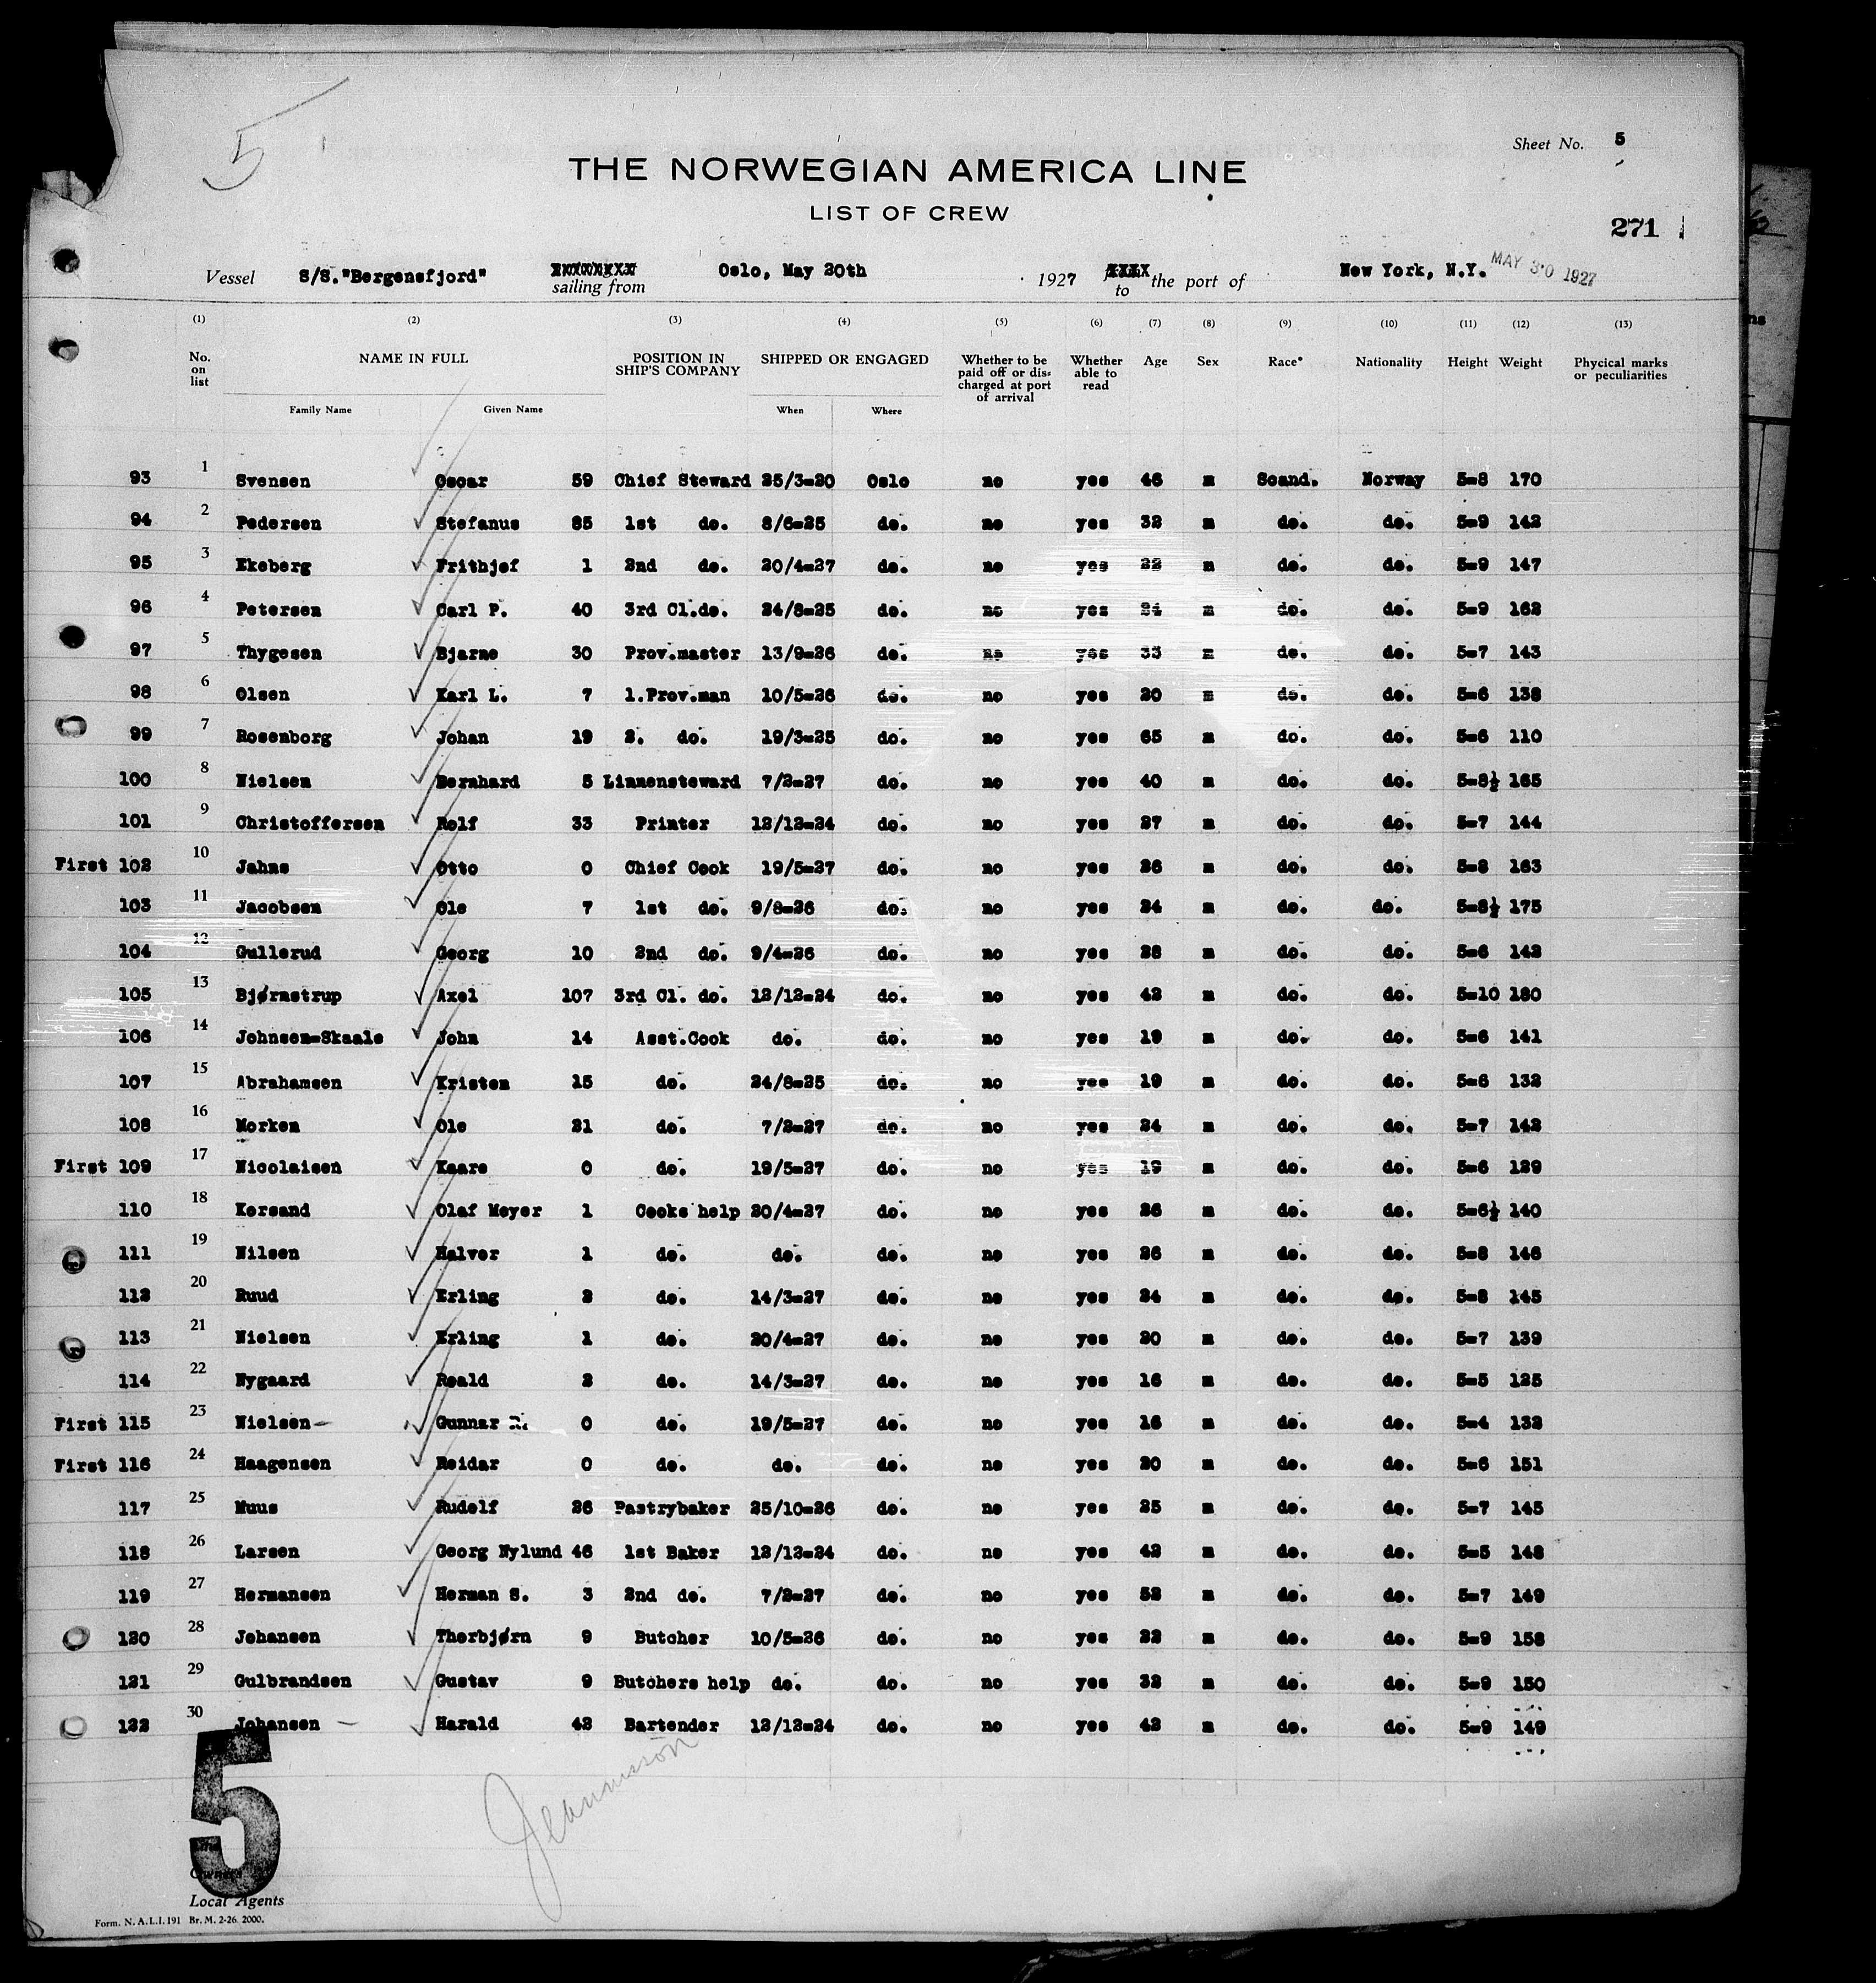 5
Sheet No. 5
THE NORWEGIAN AMERICA LINE
LIST OF CREW
271
Vessel S/S."Bergensfjord" sailing from Oslo, May 20th 1927 to the port of New York, N.Y. MAY 30 1927
(1) (2) (3) (4) (5) (6) (7) (8) (9) (10) (11) (12) (13)
No. on list NAME IN FULL POSITION IN SHIP'S COMPANY SHIPPED OR ENGAGED Whether to be paid off or dis-charged at port of arrival Whether able to read Age Sex Race* Nationality Height Weight Phycical marks or peculiarities
Family Name Given Name When Where
93 1 Svensen Oscar 59 Chief Steward 25/3=20 Oslo no yes 46 m Scand. Norway 5=8 170
94 2 Pedersen Stefanus 85 1st do. 8/6=25 do. no yes 32 m do. do. 5=9 142
95 3 Ekeberg Frithjof 1 2nd do. 20/4=27 do. no yes 22 m do. do. 5=9 147
96 4 Petersen Carl P. 40 3rd Cl.do. 24/8=25 do. no yes 24 m do. do. 5=9 162
97 5 Thygesen Bjarne 30 Prov.master 13/9=26 do. no yes 33 m do. do. 5=7 143
98 6 Olsen Karl L. 7 1.Prov.man 10/5=26 do. no yes 20 m do. do. 5=6 138
99 7 Rosenborg Johan 19 2. do. 19/3=25 do. no yes 65 m do. do. 5=6 110
100 8 Nielsen Bernhard 5 Linnensteward 7/2=27 do. no yes 40 m do. do. 5=8½ 165
101 9 Christoffersen Rolf 33 Printer 12/12=24 do. no yes 27 m do. do. 5=7 144
First 102 10 Jahns Otto 0 Chief Cook 19/5=27 do. no yes 26 m do. do. 5=8 163
103 11 Jacobsen Ole 7 1st do. 9/8=26 do. no yes 24 m do. do. 5=8½ 175
104 12 Gullerud Georg 10 2nd do. 9/4=26 do. no yes 28 m do. do. 5=6 142
105 13 Bjørnstrup Axel 107 3rd Cl. do. 12/12=24 do. no yes 42 m do. do. 5=10 180
106 14 Johnsen=Skaale John 14 Asst.Cook do. do. no yes 19 m do. do. 5=6 141
107 15 Abrahamsen Kristen 15 do. 24/8=25 do. no yes 19 m do. do. 5=6 132
108 16 Morken Ole 21 do. 7/2=27 do. no yes 24 m do. do. 5=7 142
First 109 17 Nicolaisen Kaare 0 do. 19/5=27 do. no yes 19 m do. do. 5=6 129
110 18 Korsand Olaf Meyer 1 Cooks help 20/4=27 do. no yes 26 m do. do. 5=6½ 140
111 19 Nilsen Halvor 1 do. do. do. no yes 26 m do. do. 5=8 146
112 20 Ruud Erling 2 do. 14/3=27 do. no yes 24 m do. do. 5=8 145
113 21 Nielsen Erling 1 do. 20/4=27 do. no yes 20 m do. do. 5=7 139
114 22 Nygaard Roald 2 do. 14/3=27 do. no yes 16 m do. do. 5=5 125
First 115 23 Nielsen Gunnar R. 0 do. 19/5=27 do. no yes 16 m do. do. 5=4 132
First 116 24 Haagensen Reidar 0 do. do. do. no yes 20 m do. do. 5=6 151
117 25 Muus Rudolf 26 Pastrybaker 25/10=26 do. no yes 25 m do. do. 5=7 145
118 26 Larsen Georg Nylund 46 1st Baker 12/12=24 do. no yes 42 m do. do. 5=5 148
119 27 Hermansen Herman S. 3 2nd do. 7/2=27 do. no yes 52 m do. do. 5=7 149
120 28 Johansen Thorbjørn 9 Butcher 10/5=26 do. no yes 22 m do. do. 5=9 158
121 29 Gulbrandsen Gustav 9 Butchers help do. do. no yes 32 m do. do. 5=9 150
122 30 Johansen Harald 42 Bartender 12/12=24 do. no yes 42 m do. do. 5=9 149
5
Local Agents
Form. N.A.L.I.191 Br. M. 2-26. 2000.